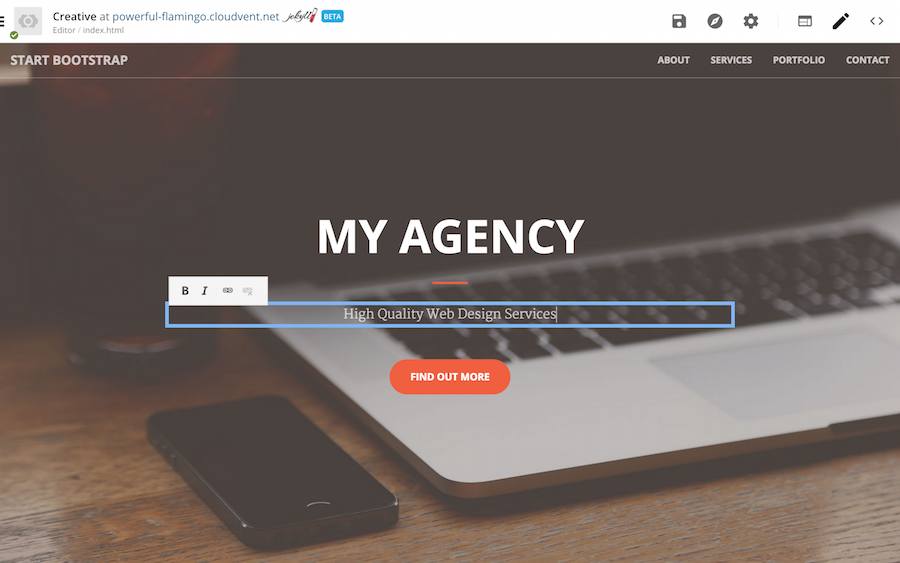 Creative at powerful-flamingo.cloudvent.net jekyll BETA
Editor / index.html
START BOOTSTRAP
ABOUT SERVICES PORTFOLIO CONTACT
MY AGENCY
B I
High Quality Web Design Services
FIND OUT MORE